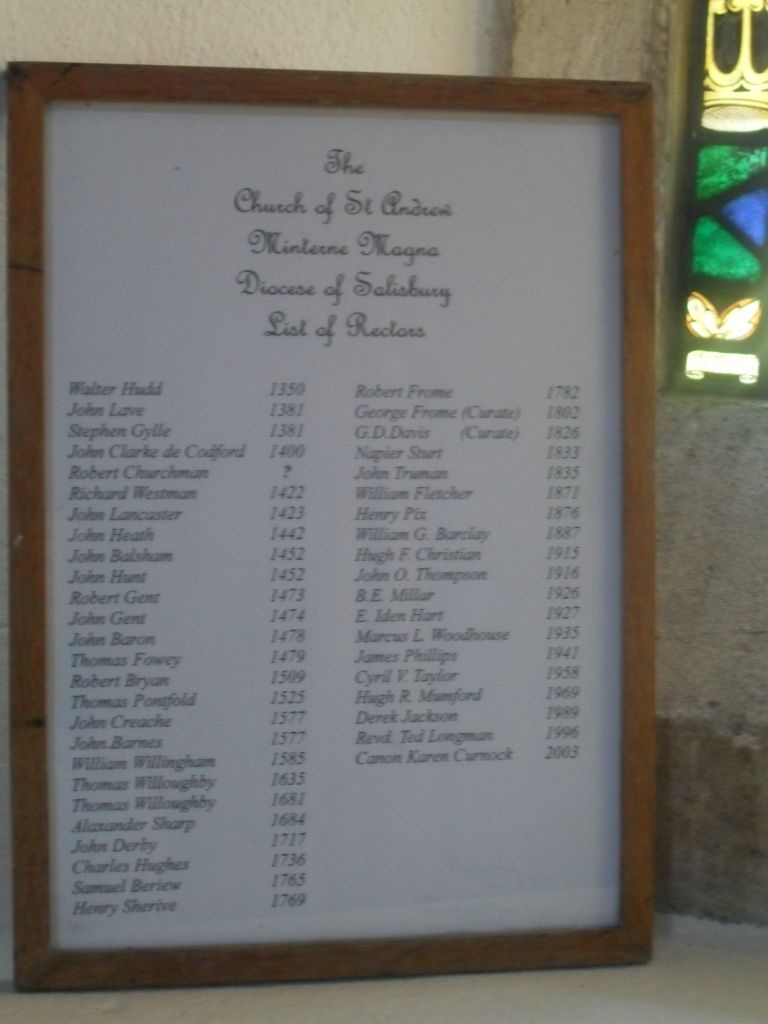 The
Church of St Andrew
Minterne Magna
Diocese of Salisbury
List of Rectors
Walter Hudd 1350
John Lave 1381
Stephen Gylle 1381
John Clarke de Codford 1400
Robert Churchman ?
Richard Westman 1422
John Lancaster 1423
John Heath 1442
John Balsham 1452
John Hunt 1452
Robert Gent 1473
John Gent 1474
John Baron 1478
Thomas Fowey 1479
Robert Bryan 1509
Thomas Pontfold 1525
John Creache 1577
John Barnes 1577
William Willingham 1585
Thomas Willoughby 1635
Thomas Willoughby 1681
Alaxander Sharp 1684
John Derby 1717
Charles Hughes 1736
Samuel Beriew 1765
Henry Sherive 1769
Robert Frome 1782
George Frome (Curate) 1802
G.D.Davis (Curate) 1826
Napier Sturt 1833
John Truman 1835
William Fletcher 1871
Henry Pix 1876
William G. Barclay 1887
Hugh F. Christian 1915
John O. Thompson 1916
B.E. Millar 1926
E. Iden Hart 1927
Marcus L. Woodhouse 1935
James Phillips 1941
Cyril V. Taylor 1958
Hugh R. Mumford 1969
Derek Jackson 1989
Revd. Ted Longman 1996
Canon Karen Curnock 2003